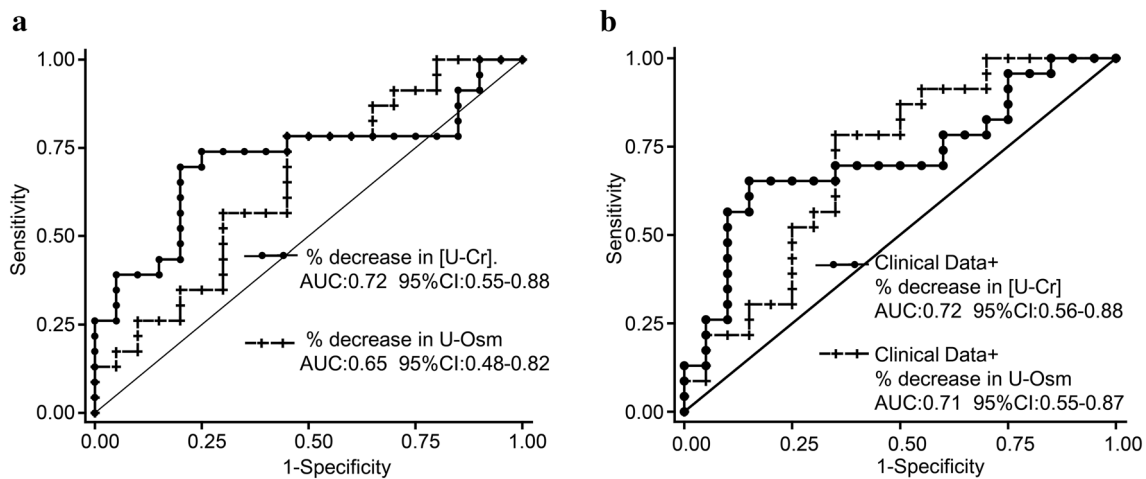 a
1.00
0.75
0.50
0.25
0.00
Sensitivity
% decrease in [U-Cr].
AUC:0.72 95%CI:0.55-0.88
% decrease in U-Osm
AUC:0.65 95%CI:0.48-0.82
0.00 0.25 0.50 0.75 1.00
1-Specificity
b
1.00
0.75
0.50
0.25
0.00
Sensitivity
Clinical Data+
% decrease in [U-Cr]
AUC:0.72 95%CI:0.56-0.88
Clinical Data+
% decrease in U-Osm
AUC:0.71 95%CI:0.55-0.87
0.00 0.25 0.50 0.75 1.00
1-Specificity